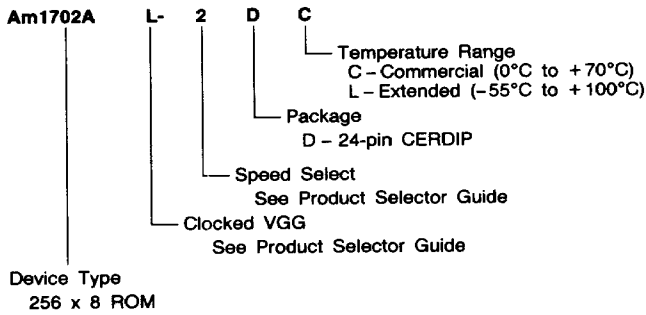 Am1702A L- 2 D C
Temperature Range
C – Commercial (0°C to +70°C)
L – Extended (–55°C to +100°C)
Package
D – 24-pin CERDIP
Speed Select
See Product Selector Guide
Clocked VGG
See Product Selector Guide
Device Type
256 x 8 ROM